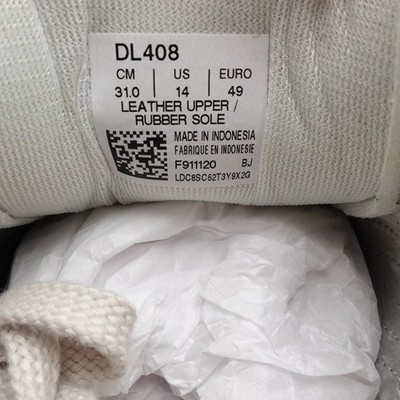 DL408
CM | US | EURO
31.0 | 14 | 49
LEATHER UPPER /
RUBBER SOLE
MADE IN INDONESIA
FABRIQUE EN INDONESIE
F911120 BJ
LDC8SC52T3Y9X2G